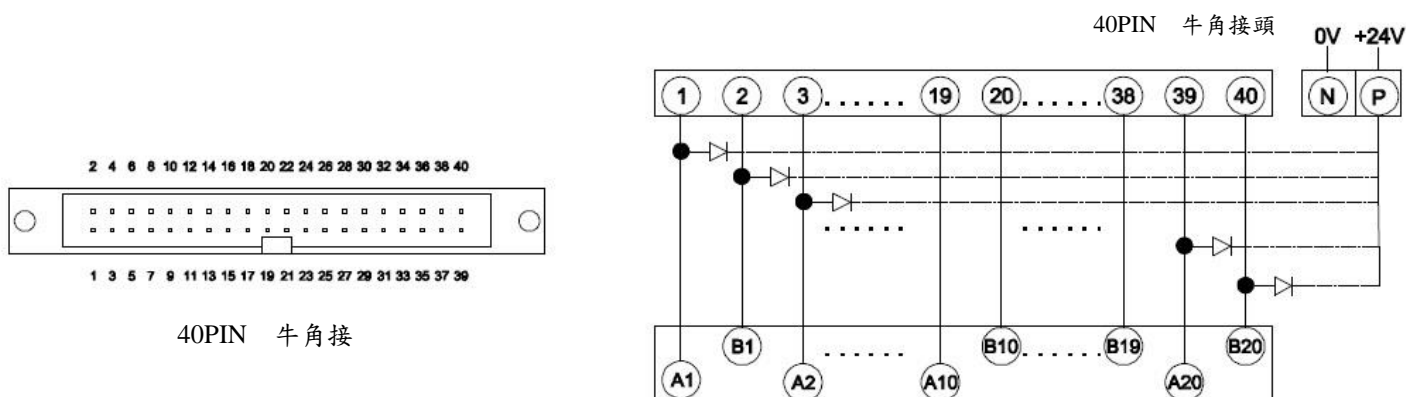 40PIN 牛角接頭
0V +24V
1 2 3 ...... 19 20 ...... 38 39 40 N P
2 4 6 8 10 12 14 16 18 20 22 24 26 28 30 32 34 36 38 40
...... ......
1 3 5 7 9 11 13 15 17 19 21 23 25 27 29 31 33 35 37 39
40PIN 牛角接
B1 ...... B10 ...... B19 B20
A1 A2 ...... A10 A20